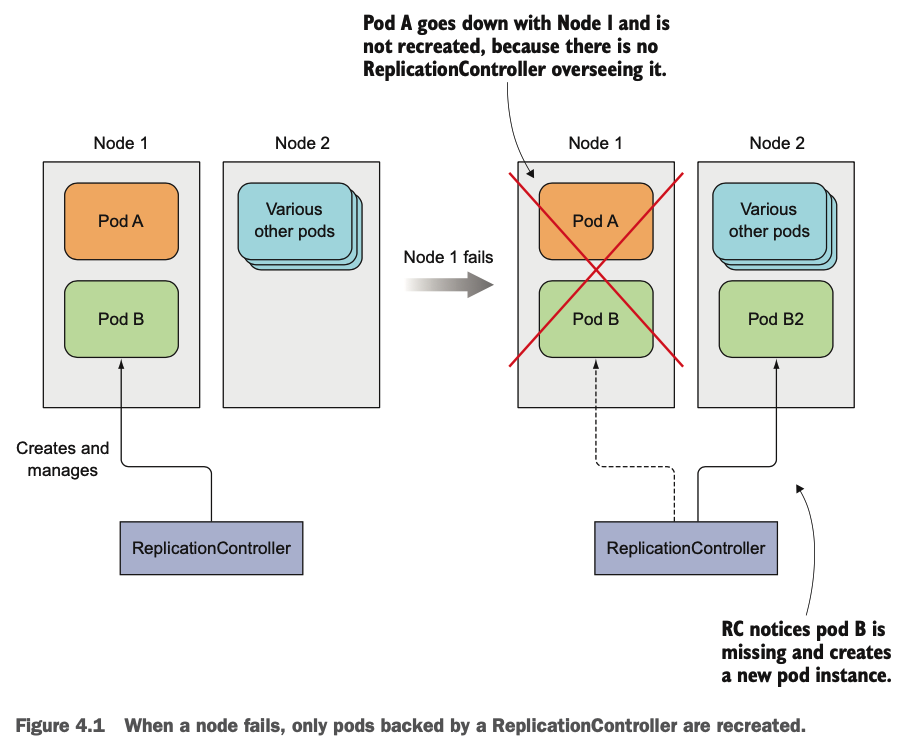 Pod A goes down with Node 1 and is
not recreated, because there is no
ReplicationController overseeing it.
Node 1
Node 2
Pod A
Various
other pods
Pod B
Creates and
manages
ReplicationController
Node 1 fails
Node 1
Node 2
Pod A
Various
other pods
Pod B
Pod B2
ReplicationController
RC notices pod B is
missing and creates
a new pod instance.
Figure 4.1 When a node fails, only pods backed by a ReplicationController are recreated.